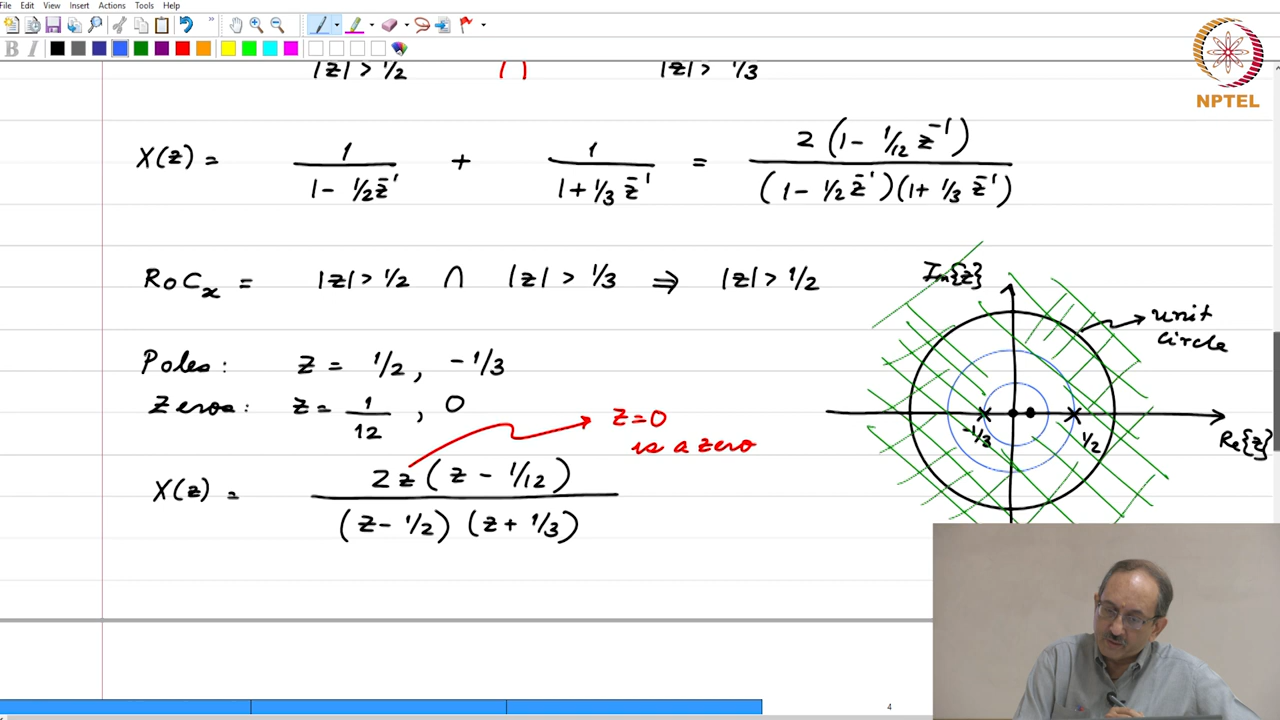 File Edit View Insert Actions Tools Help
B I
NPTEL
|z| > 1/2 ∩ |z| > 1/3
X(z) = 1 / (1 - 1/2 z^-1) + 1 / (1 + 1/3 z^-1) = 2 (1 - 1/12 z^-1) / (1 - 1/2 z^-1)(1 + 1/3 z^-1)
RoC_x = |z| > 1/2 ∩ |z| > 1/3 ⇒ |z| > 1/2
Im{z}
unit
circle
Poles: z = 1/2, -1/3
Zeros: z = 1/12, 0
z=0
is a zero
-1/3
1/2
Re{z}
X(z) = 2z (z - 1/12) / (z - 1/2) (z + 1/3)
4